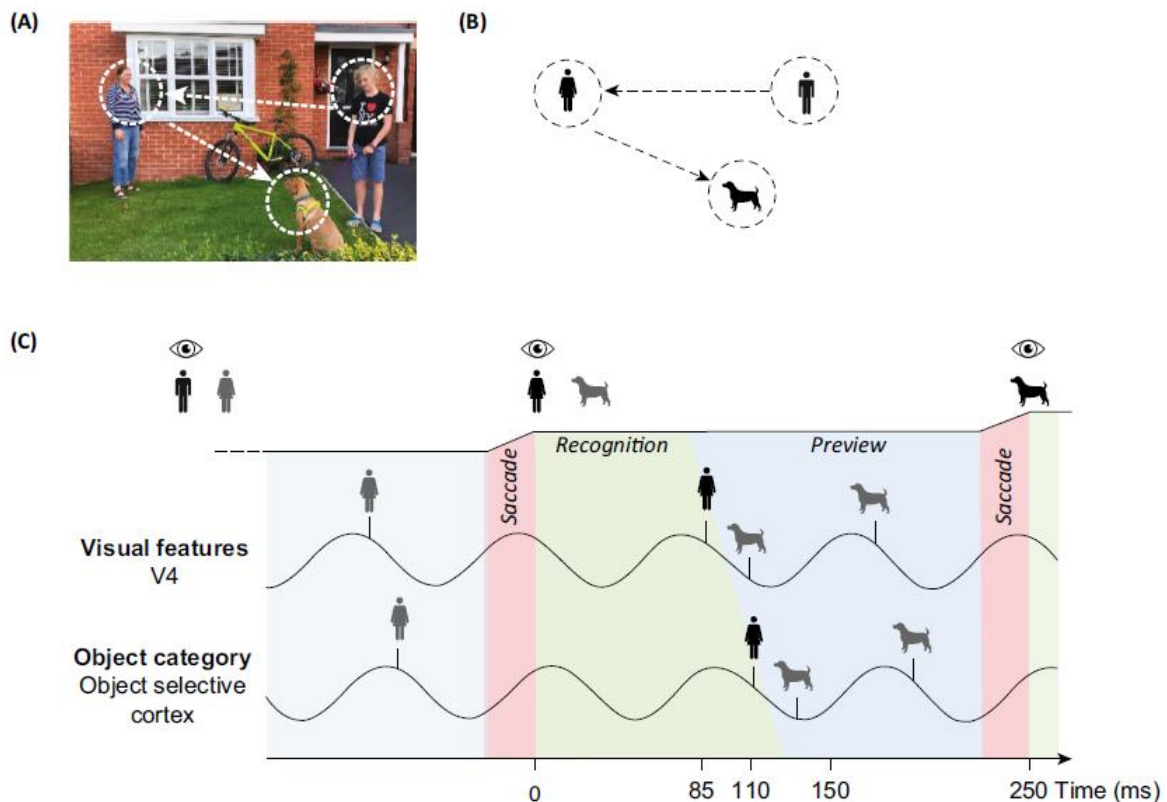 (A)
(B)
I
(C)
Recognition
Preview
Saccade
Saccade
Visual features
V4
Object category
Object selective
cortex
0
85 110 150 250 Time (ms)